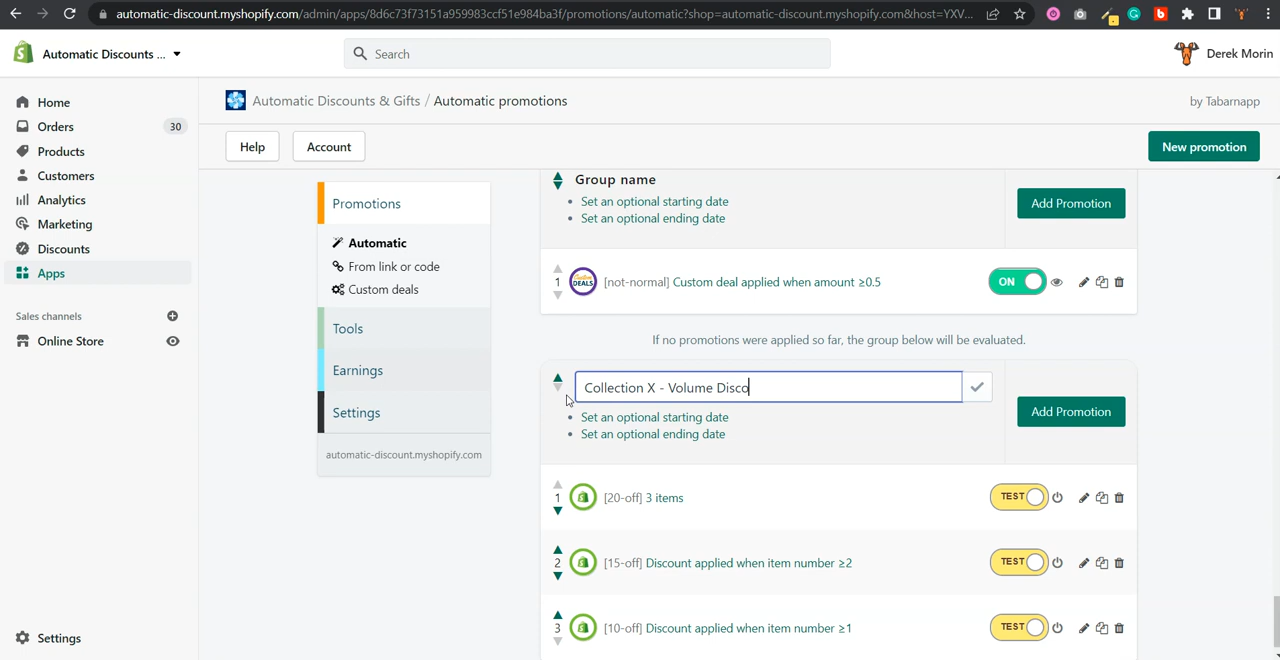 automatic-discount.myshopify.com/admin/apps/8d6c73f73151a959983ccf51e984ba3f/promotions/automatic?shop=automatic-discount.myshopify.com&host=YXV...
Automatic Discounts ...
Search
Derek Morin
Home
Orders
30
Products
Customers
Analytics
Marketing
Discounts
Apps
Sales channels
Online Store
Settings
Automatic Discounts & Gifts / Automatic promotions
by Tabarnapp
Help
Account
New promotion
Promotions
Automatic
From link or code
Custom deals
Tools
Earnings
Settings
automatic-discount.myshopify.com
Group name
Set an optional starting date
Set an optional ending date
Add Promotion
1
Custom
DEALS
[not-normal] Custom deal applied when amount ≥0.5
ON
If no promotions were applied so far, the group below will be evaluated.
Collection X - Volume Disco
Set an optional starting date
Set an optional ending date
Add Promotion
1
[20-off] 3 items
TEST
2
[15-off] Discount applied when item number ≥2
TEST
3
[10-off] Discount applied when item number ≥1
TEST